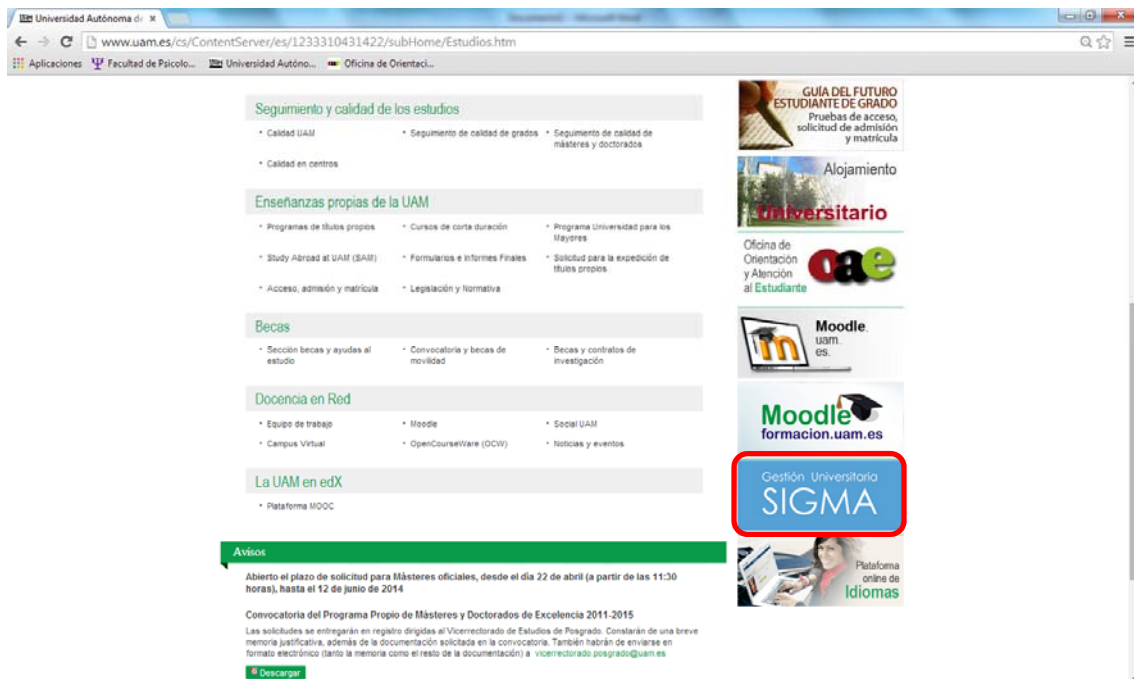 Universidad Autónoma de
Document1 - Microsoft Word
www.uam.es/cs/ContentServer/es/1233310431422/subHome/Estudios.htm
Aplicaciones Facultad de Psicolo... Universidad Autóno... Oficina de Orientaci...
Seguimiento y calidad de los estudios
• Calidad UAM • Seguimiento de calidad de grados • Seguimiento de calidad de
másteres y doctorados
• Calidad en centros
Enseñanzas propias de la UAM
• Programas de títulos propios • Cursos de corta duración • Programa Universidad para los
Mayores
• Study Abroad at UAM (SAM) • Formularios e Informes Finales • Solicitud para la expedición de
títulos propios
• Acceso, admisión y matrícula • Legislación y Normativa
Becas
• Sección becas y ayudas al • Convocatoria y becas de • Becas y contratos de
estudio movilidad investigación
Docencia en Red
• Equipo de trabajo • Moodle • Social UAM
• Campus Virtual • OpenCourseWare (OCW) • Noticias y eventos
La UAM en edX
• Plataforma MOOC
Avisos
Abierto el plazo de solicitud para Másteres oficiales, desde el día 22 de abril (a partir de las 11:30
horas), hasta el 12 de junio de 2014
Convocatoria del Programa Propio de Másteres y Doctorados de Excelencia 2011-2015
Las solicitudes se entregarán en registro dirigidas al Vicerrectorado de Estudios de Posgrado. Constarán de una breve
memoria justificativa, además de la documentación solicitada en la convocatoria. También habrán de enviarse en
formato electrónico (tanto la memoria como el resto de la documentación) a vicerrectorado.posgrado@uam.es
Descargar
GUÍA DEL FUTURO
ESTUDIANTE DE GRADO
Pruebas de acceso,
solicitud de admisión
y matrícula
Alojamiento
Universitario
Oficina de
Orientación
y Atención
al Estudiante
oae
Moodle.
uam.
es.
m
Moodle
formacion.uam.es
Gestión Universitaria
SIGMA
Plataforma
online de
Idiomas